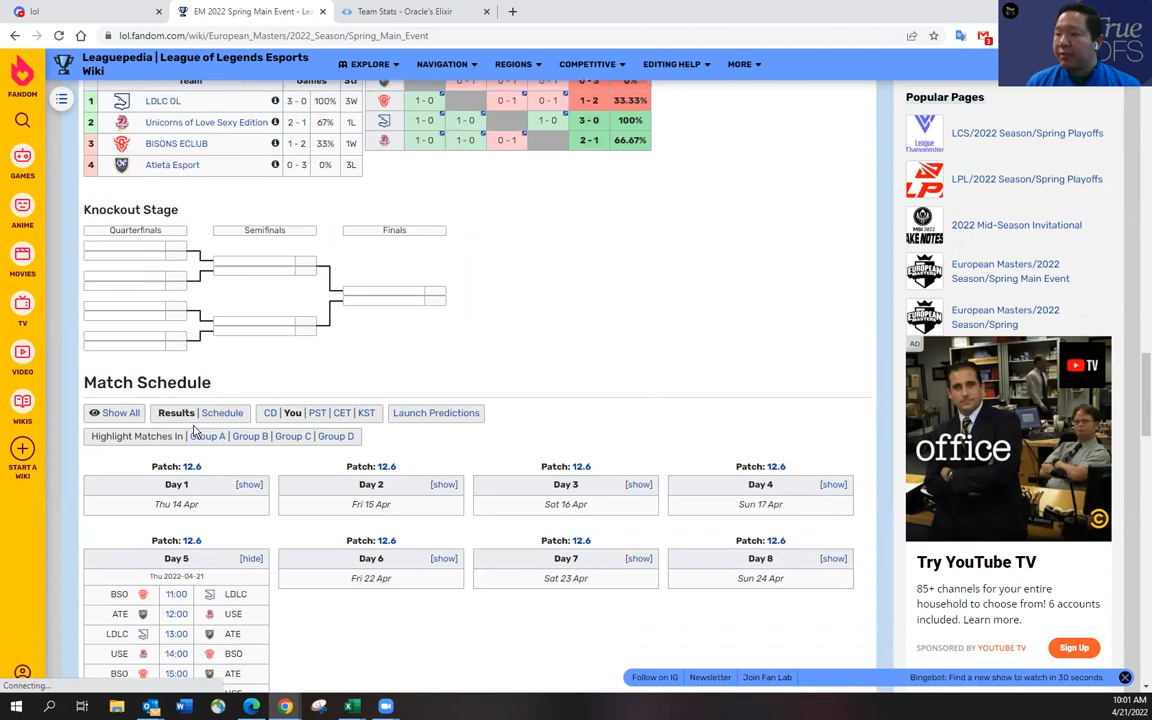 lol
EM 2022 Spring Main Event - Le
Team Stats - Oracle's Elixir
lol.fandom.com/wiki/European_Masters/2022_Season/Spring_Main_Event
3
FANDOM
GAMES
ANIME
MOVIES
TV
VIDEO
WIKIS
START A
WIKI
Leaguepedia | League of Legends Esports
Wiki
EXPLORE
NAVIGATION
REGIONS
COMPETITIVE
EDITING HELP
MORE
1 LDLC OL 3 - 0 100% 3W
2 Unicorns of Love Sexy Edition 2 - 1 67% 1L
3 BISONS ECLUB 1 - 2 33% 1W
4 Atleta Esport 0 - 3 0% 3L
1 - 0 0 - 1 0 - 1 1 - 2 33.33%
1 - 0 1 - 0 1 - 0 3 - 0 100%
1 - 0 1 - 0 0 - 1 2 - 1 66.67%
Knockout Stage
Quarterfinals Semifinals Finals
Match Schedule
Show All Results | Schedule CD | You | PST | CET | KST Launch Predictions
Highlight Matches In | Group A | Group B | Group C | Group D
Patch: 12.6 Patch: 12.6 Patch: 12.6 Patch: 12.6
Day 1 [show] Day 2 [show] Day 3 [show] Day 4 [show]
Thu 14 Apr Fri 15 Apr Sat 16 Apr Sun 17 Apr
Patch: 12.6 Patch: 12.6 Patch: 12.6 Patch: 12.6
Day 5 [hide] Day 6 [show] Day 7 [show] Day 8 [show]
Thu 2022-04-21 Fri 22 Apr Sat 23 Apr Sun 24 Apr
BSO 11:00 LDLC
ATE 12:00 USE
LDLC 13:00 ATE
USE 14:00 BSO
BSO 15:00 ATE
Popular Pages
LCS/2022 Season/Spring Playoffs
LPL/2022 Season/Spring Playoffs
2022 Mid-Season Invitational
European Masters/2022
Season/Spring Main Event
European Masters/2022
Season/Spring
AD
YouTube TV
the
office
Try YouTube TV
85+ channels for your entire
household to choose from! 6 accounts
included. Learn more.
SPONSORED BY YOUTUBE TV
Sign Up
Follow on IG Newsletter Join Fan Lab Bingebot: Find a new show to watch in 30 seconds
Connecting...
10:01 AM
4/21/2022